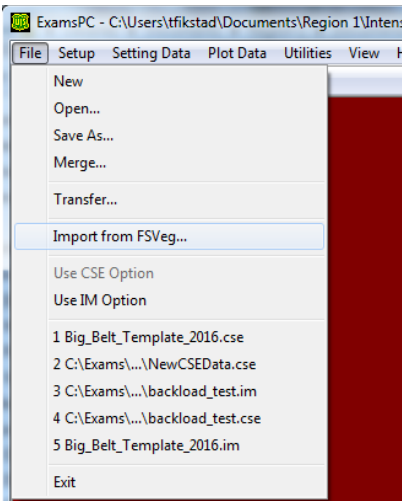 ExamsPC - C:\Users\tfikstad\Documents\Region 1\Inten
File Setup Setting Data Plot Data Utilities View
New
Open...
Save As...
Merge...
Transfer...
Import from FSVeg...
Use CSE Option
Use IM Option
1 Big_Belt_Template_2016.cse
2 C:\Exams\...\NewCSEData.cse
3 C:\Exams\...\backload_test.im
4 C:\Exams\...\backload_test.cse
5 Big_Belt_Template_2016.im
Exit